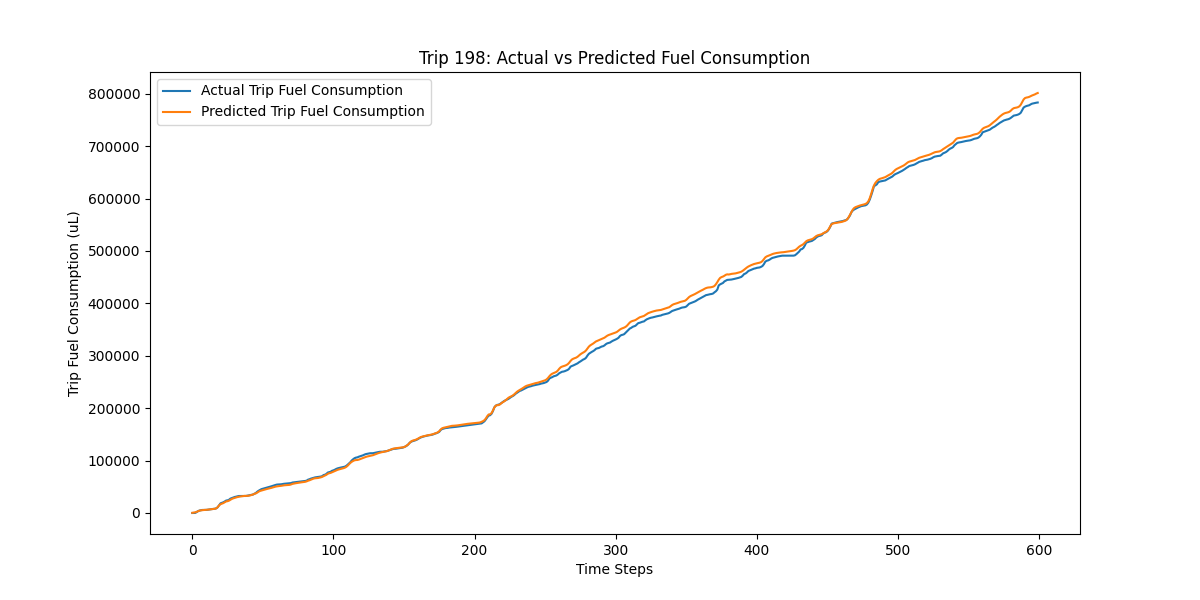 Trip 198: Actual vs Predicted Fuel Consumption
Actual Trip Fuel Consumption
Predicted Trip Fuel Consumption
Trip Fuel Consumption (uL)
800000
700000
600000
500000
400000
300000
200000
100000
0
0 100 200 300 400 500 600
Time Steps